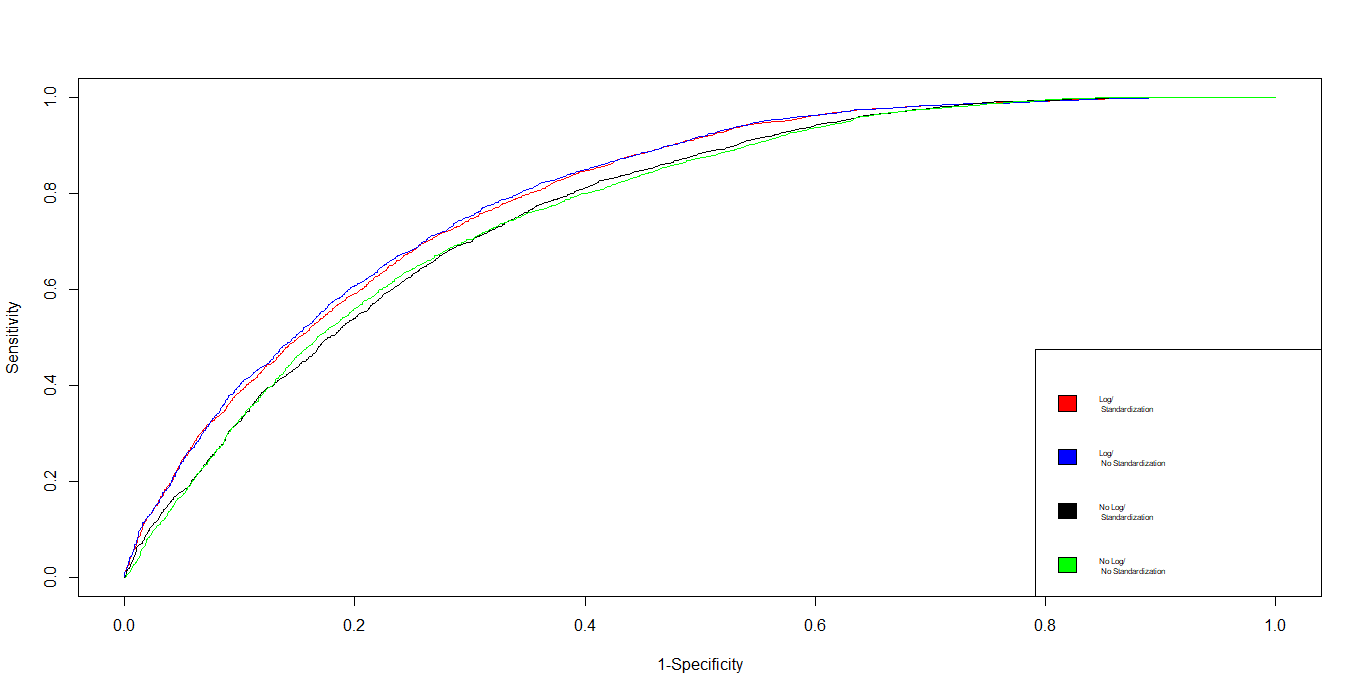 1.0
0.8
0.6
0.4
0.2
0.0
Sensitivity
Log/
Standardization
Log/
No Standardization
No Log/
Standardization
No Log/
No Standardization
0.0 0.2 0.4 0.6 0.8 1.0
1-Specificity